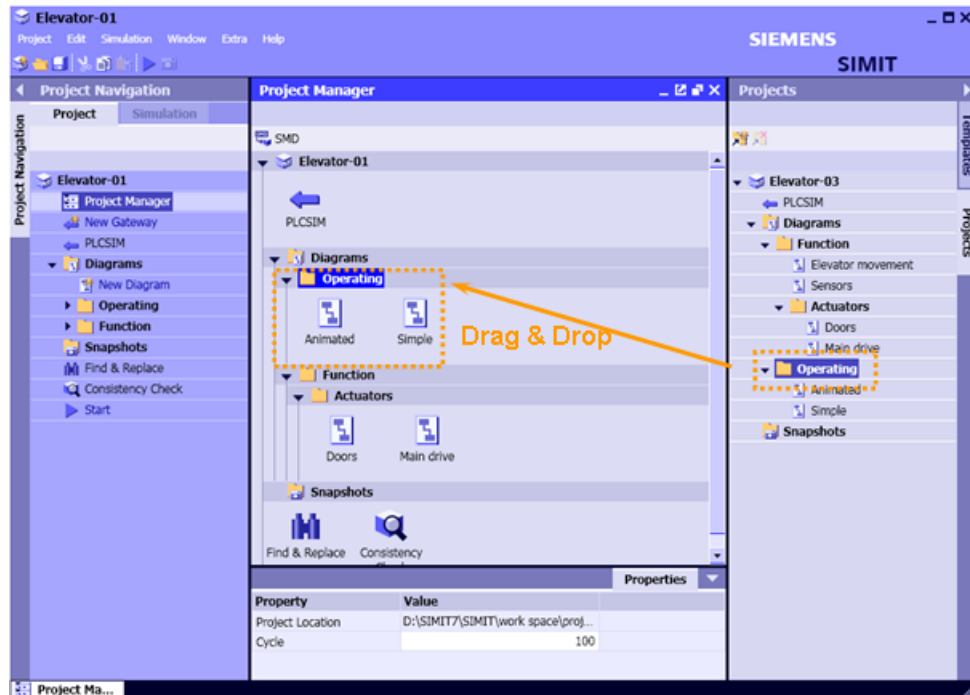 Elevator-01
Project Edit Simulation Window Extra Help
SIEMENS
SIMIT
Project Navigation
Project Simulation
Project Navigation
Elevator-01
Project Manager
New Gateway
PLCSIM
Diagrams
New Diagram
Operating
Function
Snapshots
Find & Replace
Consistency Check
Start
Project Manager
SMD
Elevator-01
PLCSIM
Diagrams
Operating
Animated Simple
Drag & Drop
Function
Actuators
Doors Main drive
Snapshots
Find & Replace Consistency
Properties
Property Value
Project Location D:\SIMIT7\SIMIT\work space\proj...
Cycle 100
Projects
Templates
Projects
Elevator-03
PLCSIM
Diagrams
Function
Elevator movement
Sensors
Actuators
Doors
Main drive
Operating
Animated
Simple
Snapshots
Project Ma...